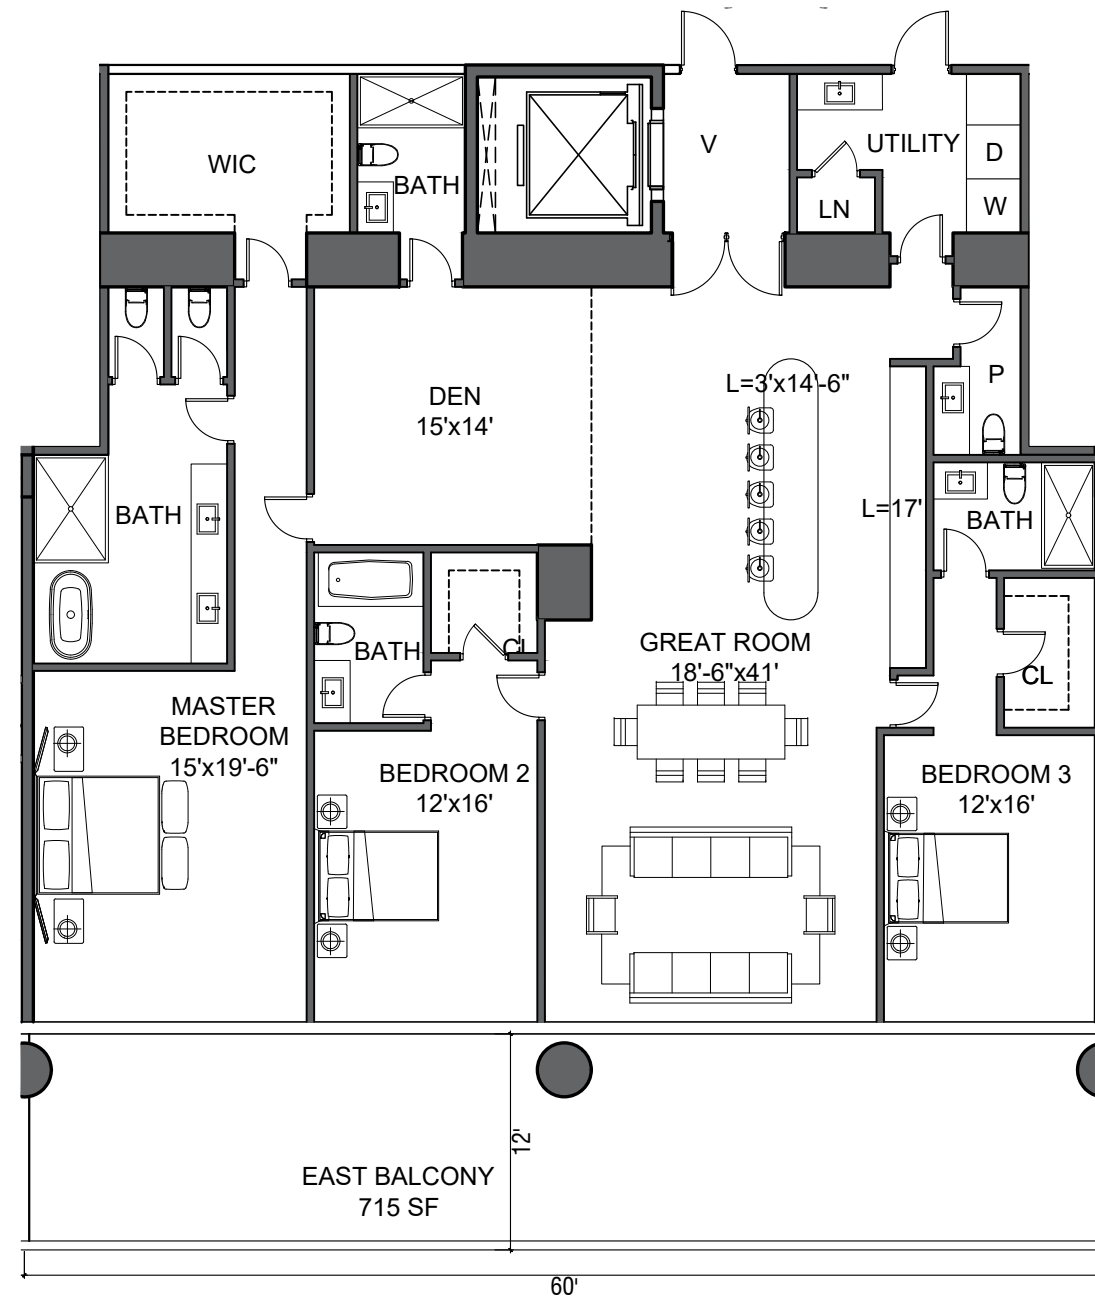 WIC
BATH
V
UTILITY
D
LN
W
DEN
15'x14'
L=3'x14'-6"
P
BATH
L=17'
BATH
BATH
CL
GREAT ROOM
18'-6"x41'
CL
MASTER
BEDROOM
15'x19'-6"
BEDROOM 2
12'x16'
BEDROOM 3
12'x16'
12'
EAST BALCONY
715 SF
60'